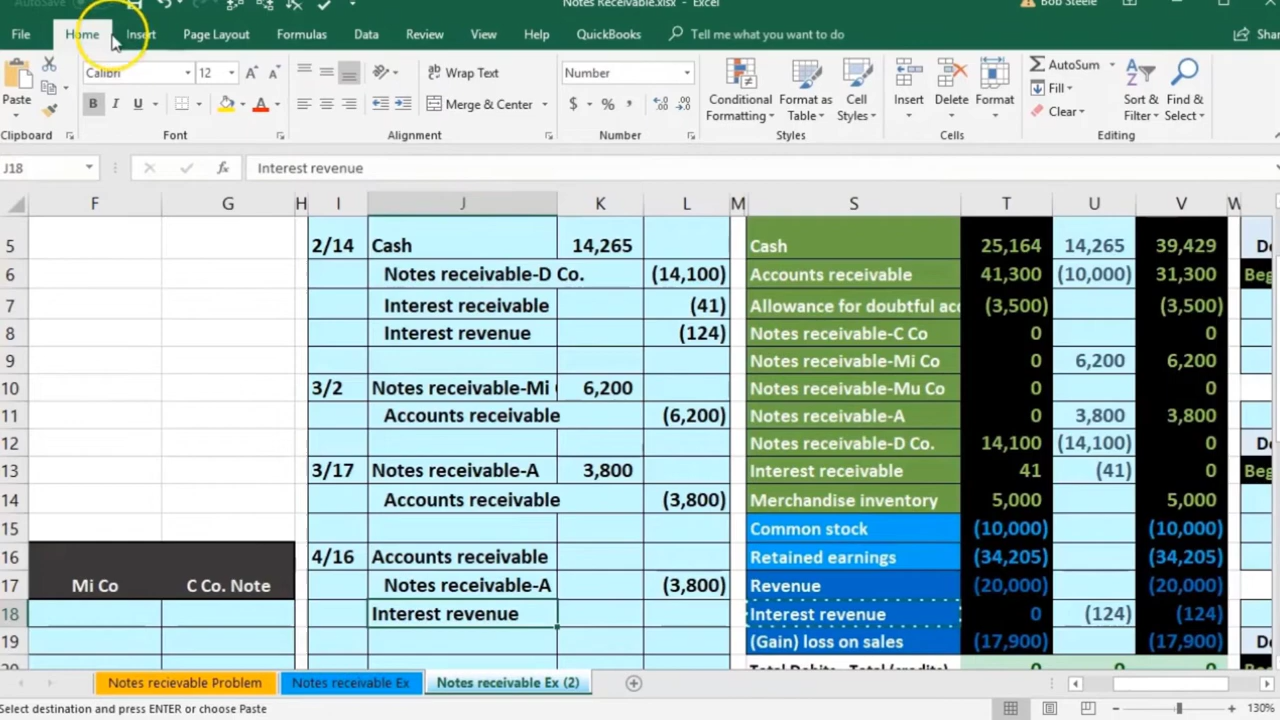 AutoSave
Notes Receivable.xlsx - Excel
Bob Steele
File Home Insert Page Layout Formulas Data Review View Help QuickBooks Tell me what you want to do Shar
Calibri 12 Wrap Text Number AutoSum
Paste B I U A Merge & Center $ % , Conditional Formatting Format as Table Cell Styles Insert Delete Format Fill Clear Sort & Filter Find & Select
Clipboard Font Alignment Number Styles Cells Editing
J18 fx Interest revenue
F G H I J K L M S T U V W
5 2/14 Cash 14,265 Cash 25,164 14,265 39,429 De
6 Notes receivable-D Co. (14,100) Accounts receivable 41,300 (10,000) 31,300 Beg
7 Interest receivable (41) Allowance for doubtful acc (3,500) (3,500)
8 Interest revenue (124) Notes receivable-C Co 0 0
9 Notes receivable-Mi Co 0 6,200 6,200
10 3/2 Notes receivable-Mi 6,200 Notes receivable-Mu Co 0 0
11 Accounts receivable (6,200) Notes receivable-A 0 3,800 3,800
12 Notes receivable-D Co. 14,100 (14,100) 0 De
13 3/17 Notes receivable-A 3,800 Interest receivable 41 (41) 0 Beg
14 Accounts receivable (3,800) Merchandise inventory 5,000 5,000
15 Common stock (10,000) (10,000)
16 4/16 Accounts receivable Retained earnings (34,205) (34,205)
17 Mi Co C Co. Note Notes receivable-A (3,800) Revenue (20,000) (20,000)
18 Interest revenue Interest revenue 0 (124) (124)
19 (Gain) loss on sales (17,900) (17,900) De
20 Total Debits - Total (credits) 0 0 0
Notes recievable Problem Notes receivable Ex Notes receivable Ex (2)
Select destination and press ENTER or choose Paste 130%